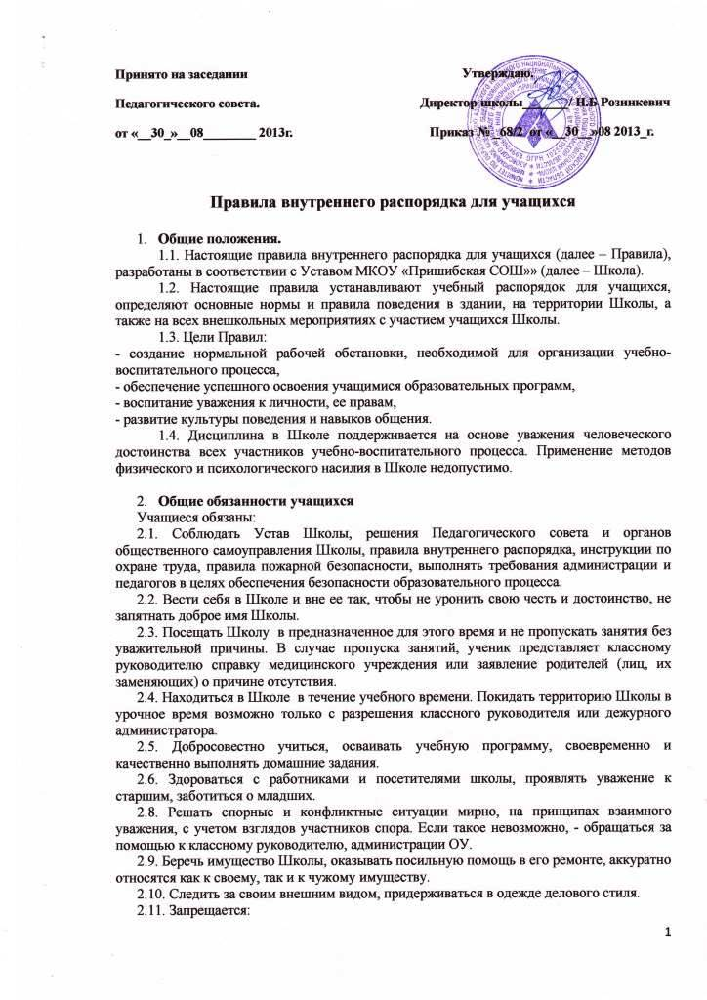 Принято на заседании Утверждаю.
Педагогического совета. Директор школы______/ Н.Б Розинкевич
от «__30_»__08________ 2013г. Приказ № _68/2_от «__30__»08 2013_г.
Правила внутреннего распорядка для учащихся
1. Общие положения.
1.1. Настоящие правила внутреннего распорядка для учащихся (далее – Правила),
разработаны в соответствии с Уставом МКОУ «Пришибская СОШ»» (далее – Школа).
1.2. Настоящие правила устанавливают учебный распорядок для учащихся,
определяют основные нормы и правила поведения в здании, на территории Школы, а
также на всех внешкольных мероприятиях с участием учащихся Школы.
1.3. Цели Правил:
- создание нормальной рабочей обстановки, необходимой для организации учебно-
воспитательного процесса,
- обеспечение успешного освоения учащимися образовательных программ,
- воспитание уважения к личности, ее правам,
- развитие культуры поведения и навыков общения.
1.4. Дисциплина в Школе поддерживается на основе уважения человеческого
достоинства всех участников учебно-воспитательного процесса. Применение методов
физического и психологического насилия в Школе недопустимо.
2. Общие обязанности учащихся
Учащиеся обязаны:
2.1. Соблюдать Устав Школы, решения Педагогического совета и органов
общественного самоуправления Школы, правила внутреннего распорядка, инструкции по
охране труда, правила пожарной безопасности, выполнять требования администрации и
педагогов в целях обеспечения безопасности образовательного процесса.
2.2. Вести себя в Школе и вне ее так, чтобы не уронить свою честь и достоинство, не
запятнать доброе имя Школы.
2.3. Посещать Школу в предназначенное для этого время и не пропускать занятия без
уважительной причины. В случае пропуска занятий, ученик представляет классному
руководителю справку медицинского учреждения или заявление родителей (лиц, их
заменяющих) о причине отсутствия.
2.4. Находиться в Школе в течение учебного времени. Покидать территорию Школы в
урочное время возможно только с разрешения классного руководителя или дежурного
администратора.
2.5. Добросовестно учиться, осваивать учебную программу, своевременно и
качественно выполнять домашние задания.
2.6. Здороваться с работниками и посетителями школы, проявлять уважение к
старшим, заботиться о младших.
2.8. Решать спорные и конфликтные ситуации мирно, на принципах взаимного
уважения, с учетом взглядов участников спора. Если такое невозможно, - обращаться за
помощью к классному руководителю, администрации ОУ.
2.9. Беречь имущество Школы, оказывать посильную помощь в его ремонте, аккуратно
относятся как к своему, так и к чужому имуществу.
2.10. Следить за своим внешним видом, придерживаться в одежде делового стиля.
2.11. Запрещается:
1